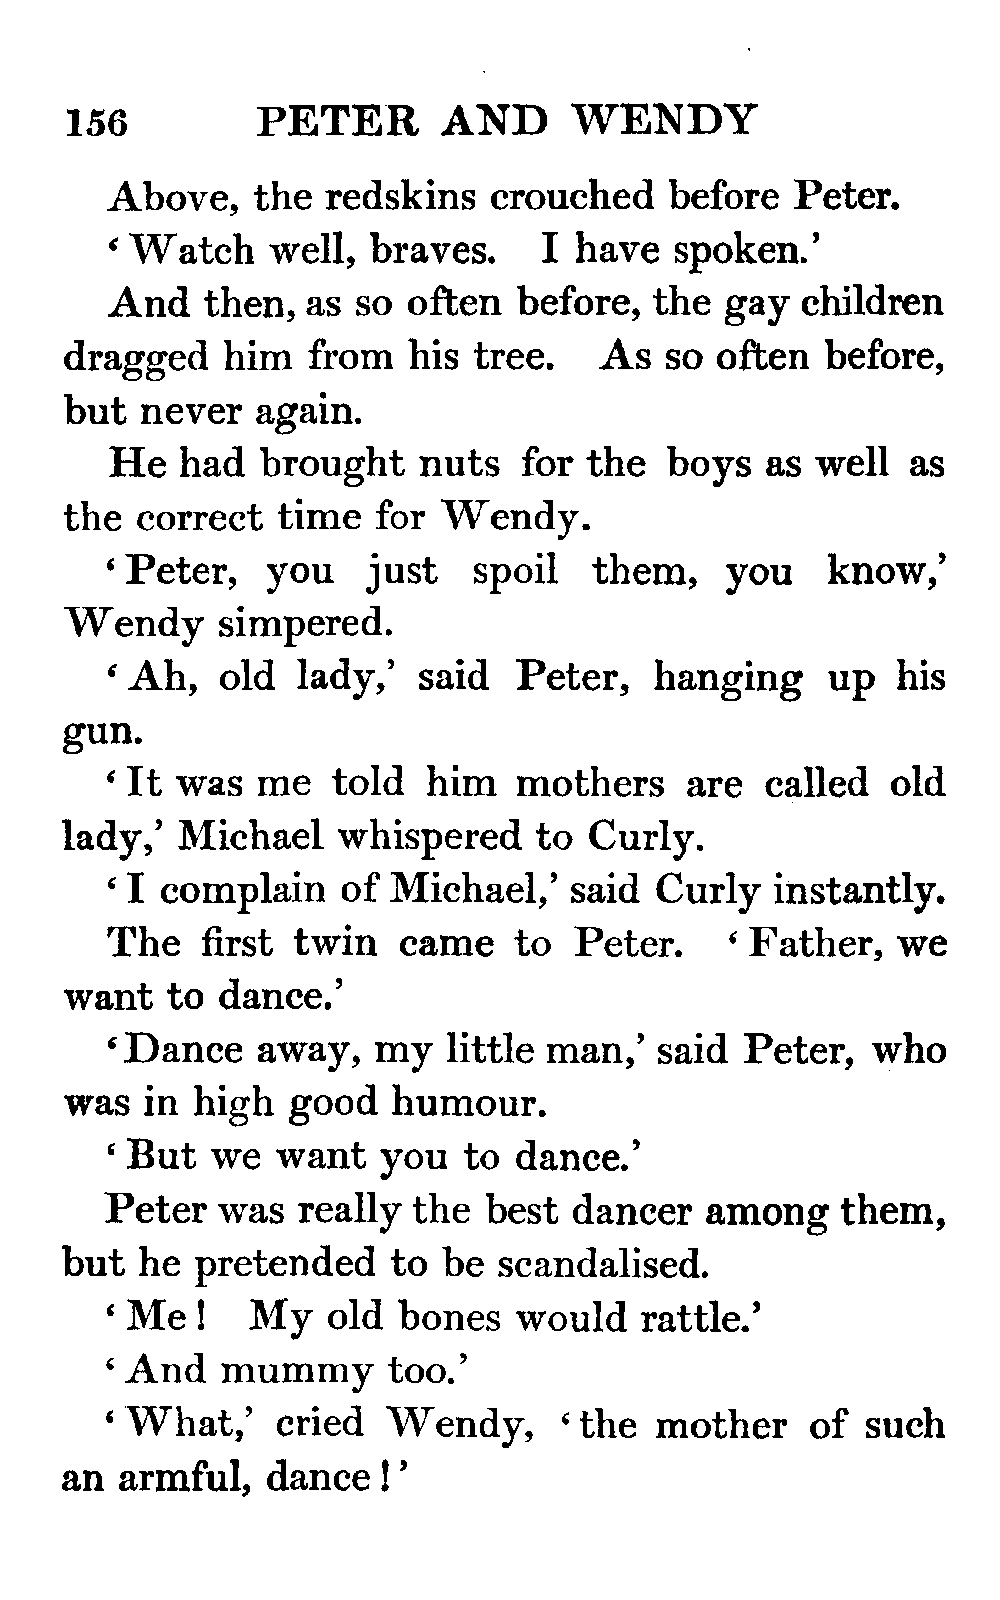 156 PETER AND WENDY
Above, the redskins crouched before Peter.
‘Watch well, braves. I have spoken.’
And then, as so often before, the gay children
dragged him from his tree. As so often before,
but never again.
He had brought nuts for the boys as well as
the correct time for Wendy.
‘Peter, you just spoil them, you know,’
Wendy simpered.
‘Ah, old lady,’ said Peter, hanging up his
gun.
‘It was me told him mothers are called old
lady,’ Michael whispered to Curly.
‘I complain of Michael,’ said Curly instantly.
The first twin came to Peter. ‘Father, we
want to dance.’
‘Dance away, my little man,’ said Peter, who
was in high good humour.
‘But we want you to dance.’
Peter was really the best dancer among them,
but he pretended to be scandalised.
‘Me! My old bones would rattle.’
‘And mummy too.’
‘What,’ cried Wendy, ‘the mother of such
an armful, dance!’